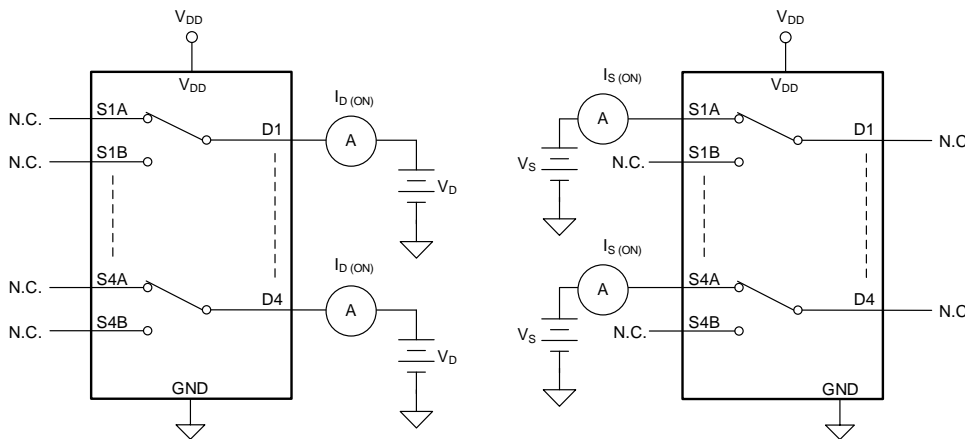 VDD
VDD
ID (ON)
N.C.
S1A
D1
A
N.C.
S1B
VD
ID (ON)
N.C.
S4A
D4
A
N.C.
S4B
VD
GND
VDD
VDD
IS (ON)
A
S1A
D1
N.C
VS
N.C.
S1B
IS (ON)
A
S4A
D4
N.C
VS
N.C.
S4B
GND